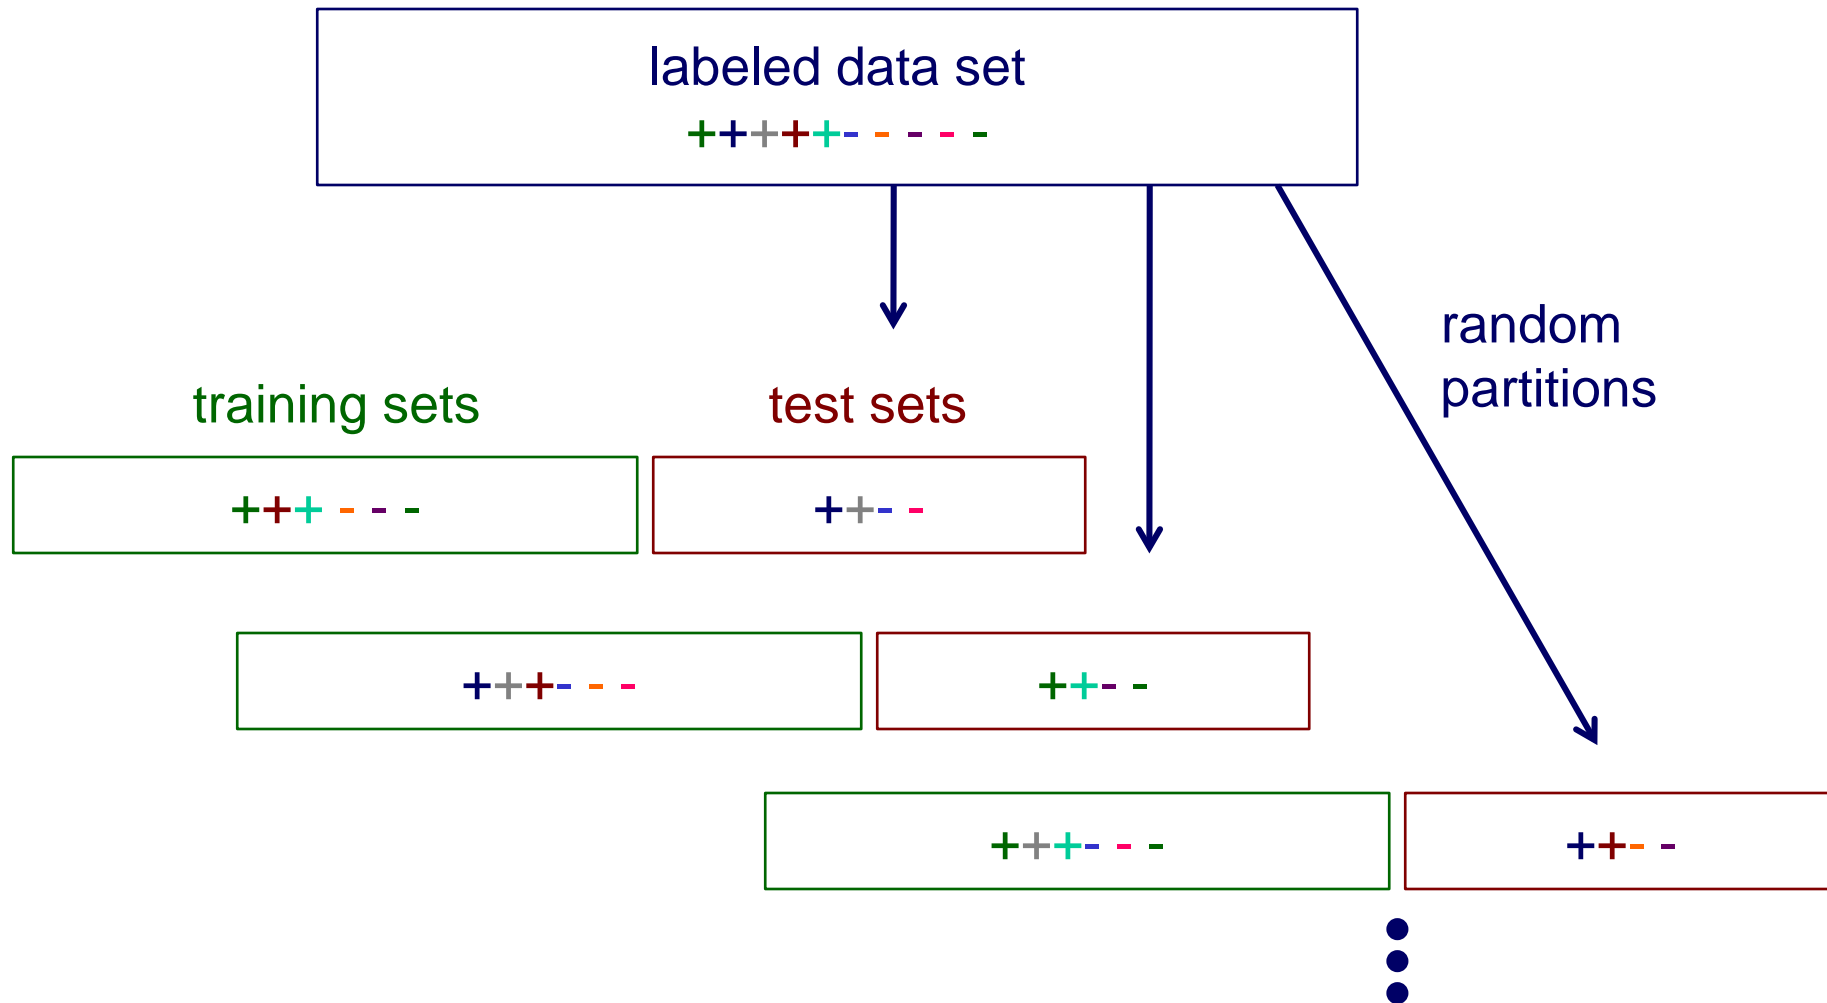 labeled data set
+++++- - - - -
random
partitions
training sets
test sets
+++ - - -
++- -
+++- - -
++- -
+++- - -
++- -